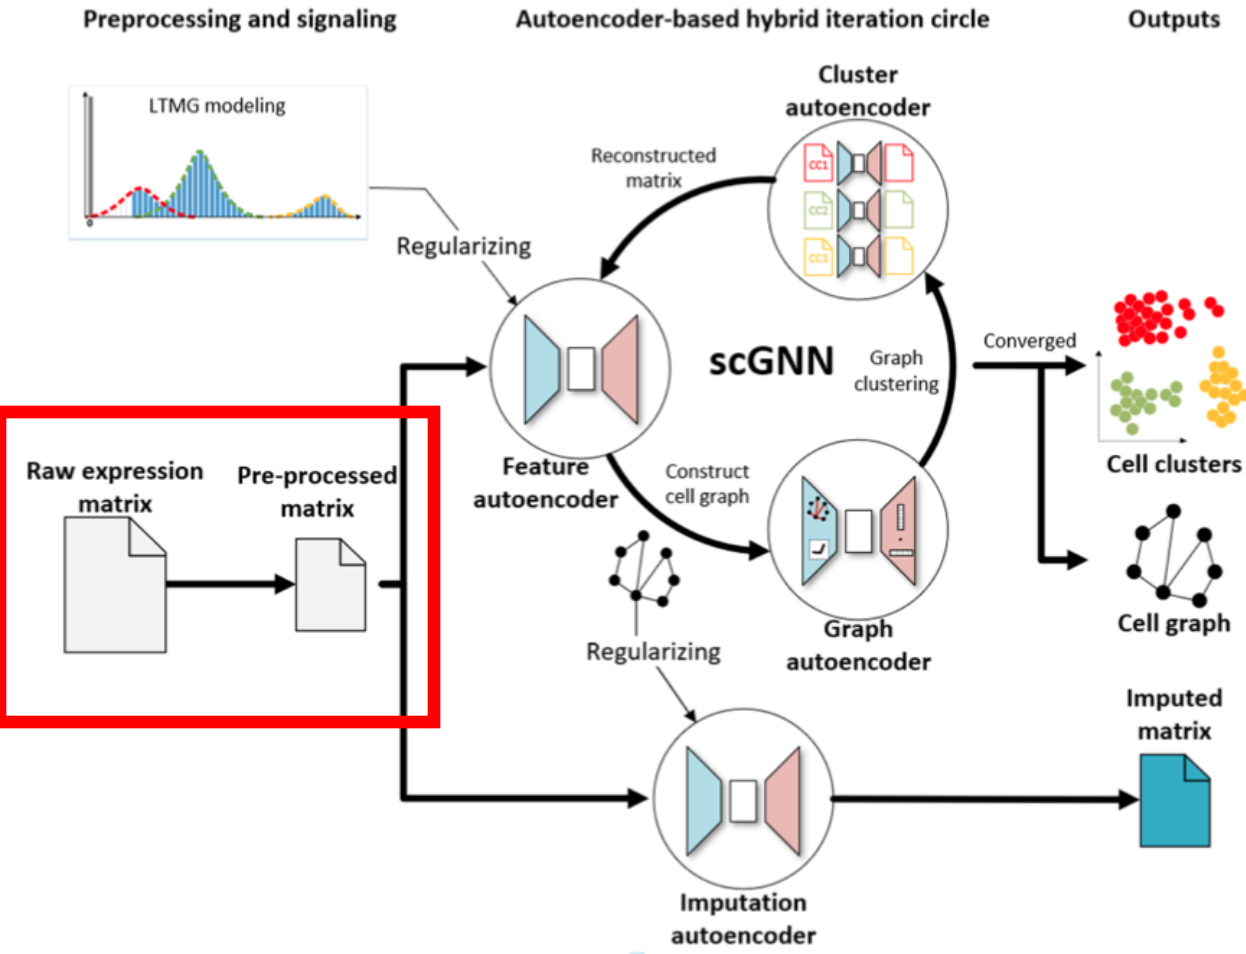 Preprocessing and signaling
Autoencoder-based hybrid iteration circle
Outputs
LTMG modeling
0
Regularizing
Cluster
autoencoder
CC1
CC2
CC3
Reconstructed
matrix
scGNN
Graph
clustering
Converged
Cell clusters
Raw expression
matrix
Pre-processed
matrix
Feature
autoencoder
Construct
cell graph
Graph
autoencoder
Cell graph
Regularizing
Imputation
autoencoder
Imputed
matrix